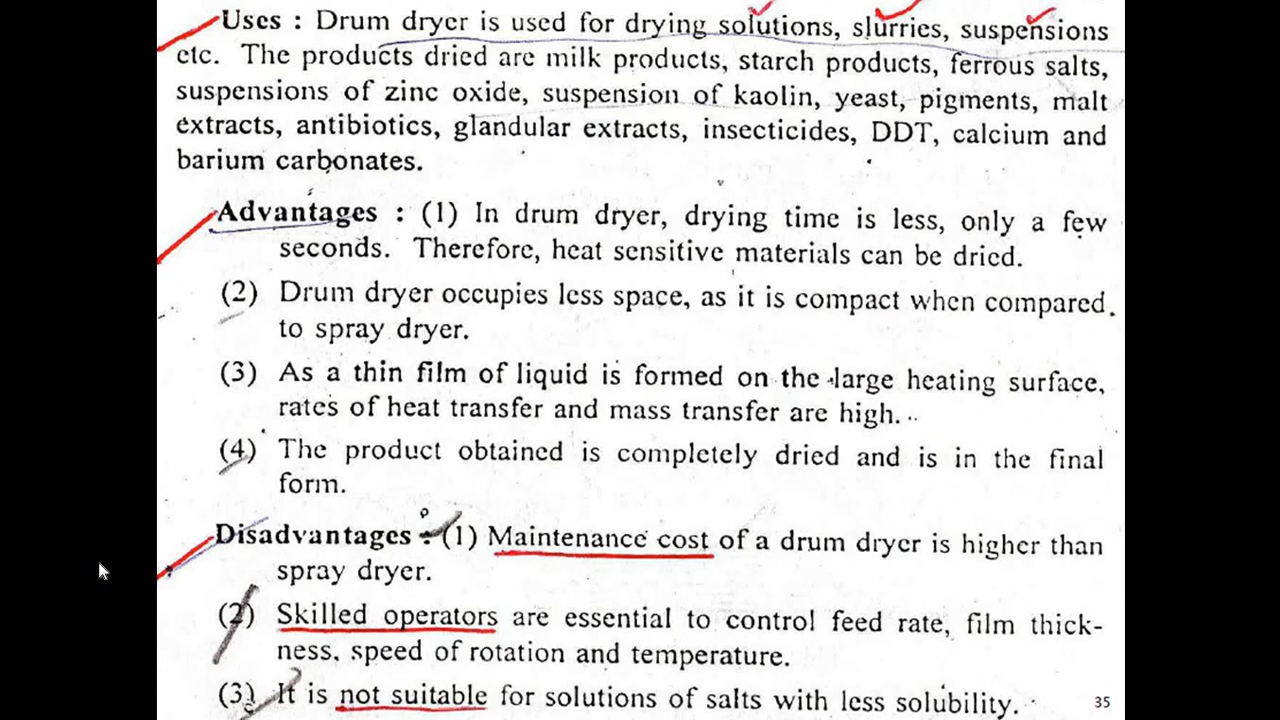 Uses : Drum dryer is used for drying solutions, slurries, suspensions
etc. The products dried are milk products, starch products, ferrous salts,
suspensions of zinc oxide, suspension of kaolin, yeast, pigments, malt
extracts, antibiotics, glandular extracts, insecticides, DDT, calcium and
barium carbonates.
Advantages : (1) In drum dryer, drying time is less, only a few
seconds. Therefore, heat sensitive materials can be dried.
(2) Drum dryer occupies less space, as it is compact when compared
to spray dryer.
(3) As a thin film of liquid is formed on the large heating surface,
rates of heat transfer and mass transfer are high.
(4) The product obtained is completely dried and is in the final
form.
Disadvantages : (1) Maintenance cost of a drum dryer is higher than
spray dryer.
(2) Skilled operators are essential to control feed rate, film thick-
ness, speed of rotation and temperature.
(3) It is not suitable for solutions of salts with less solubility.
35